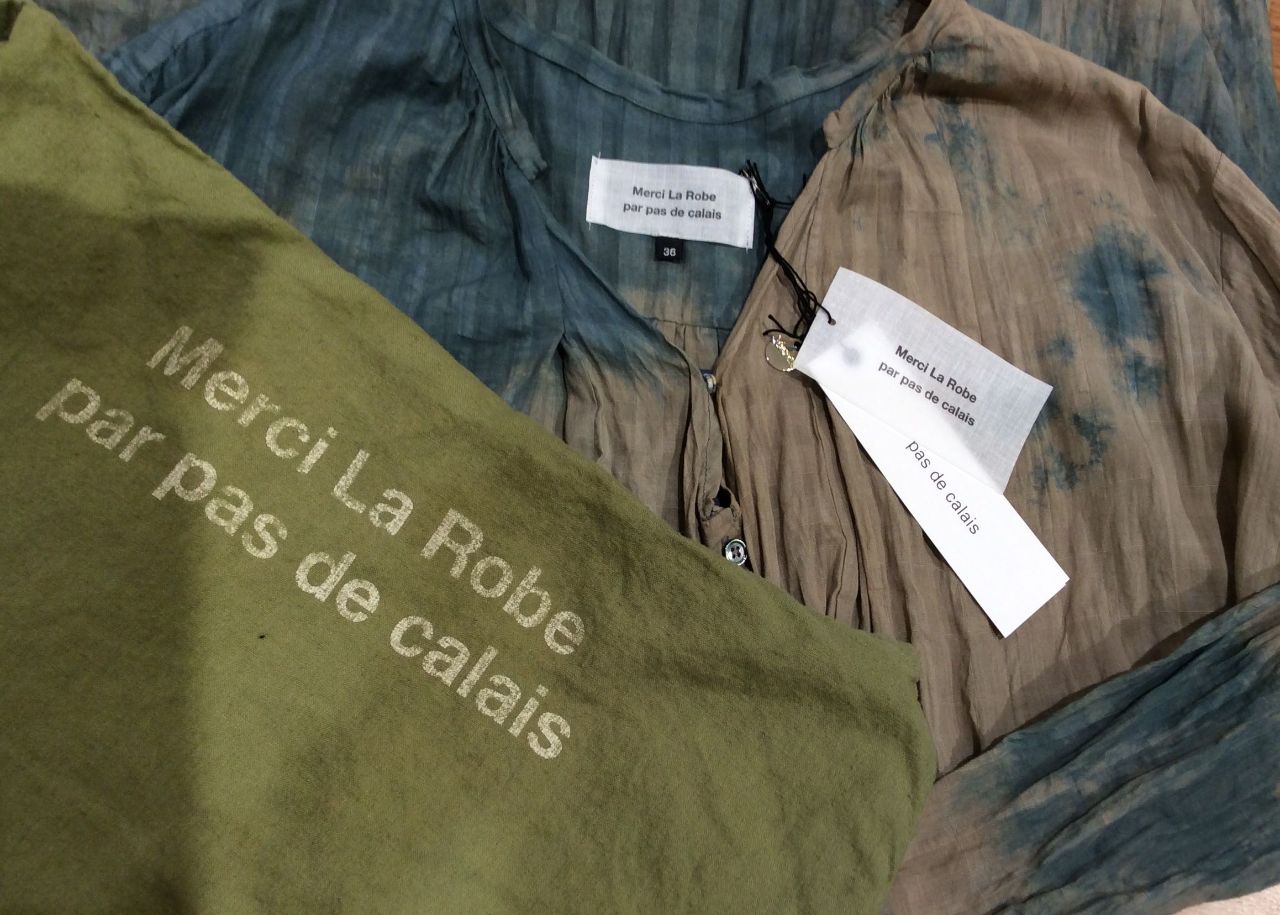 Merci La Robe
par pas de calais
36
Merci La Robe
par pas de calais
pas de calais
Merci La Robe
par pas de calais